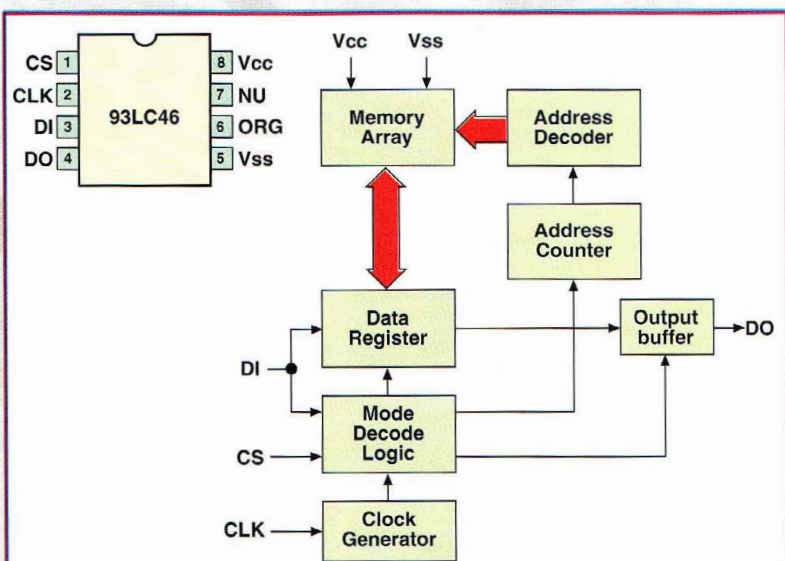 CS 1
CLK 2
DI 3
DO 4
93LC46
8 Vcc
7 NU
6 ORG
5 Vss
Vcc Vss
Memory
Array
Address
Decoder
Address
Counter
Data
Register
Output
buffer
DO
DI
Mode
Decode
Logic
CS
CLK
Clock
Generator